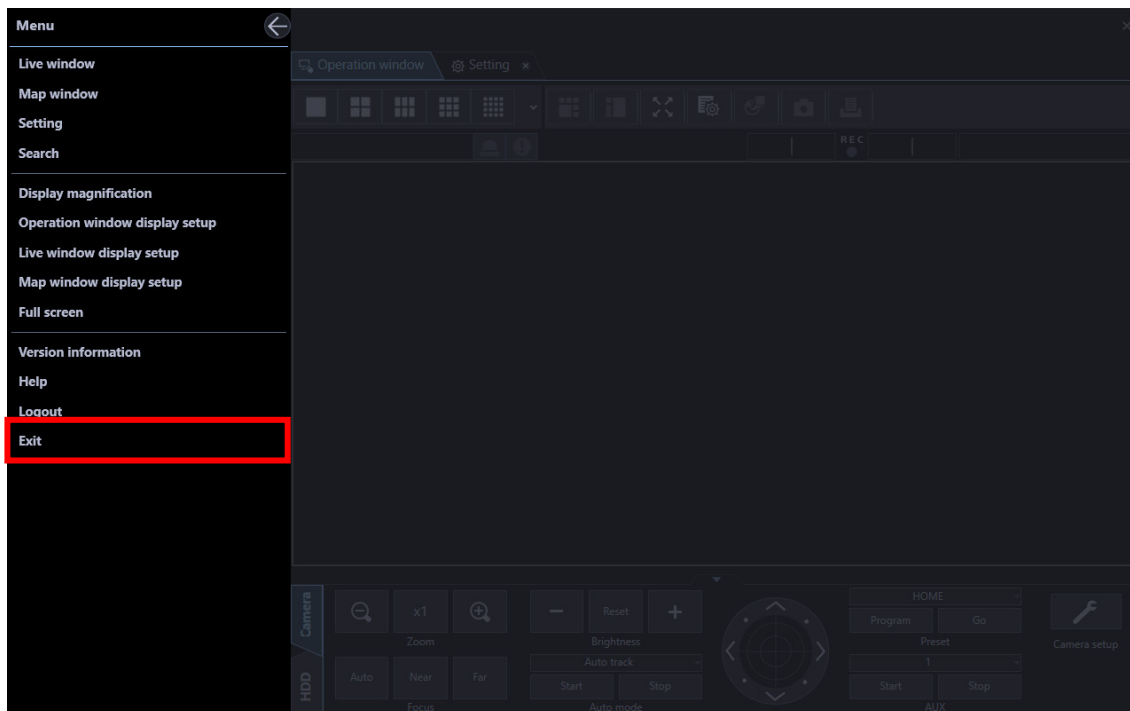 Menu
Live window
Map window
Setting
Search
Display magnification
Operation window display setup
Live window display setup
Map window display setup
Full screen
Version information
Help
Logout
Exit
Operation window
Setting
REC
Camera
HDD
x1
Zoom
Auto
Near
Far
Focus
Reset
Brightness
Auto track
Start
Stop
Auto mode
HOME
Program
Go
Preset
1
Start
Stop
AUX
Camera setup